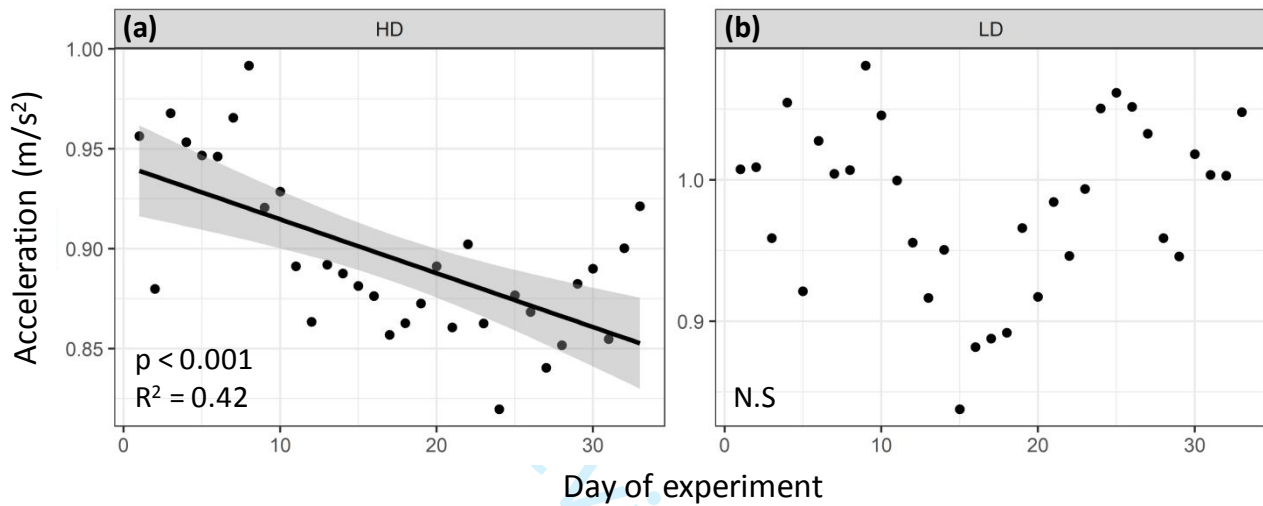 (a) HD
(b) LD
Acceleration (m/s²)
1.00
0.95
0.90
0.85
p < 0.001
R² = 0.42
0 10 20 30
1.0
0.9
N.S
0 10 20 30
Day of experiment